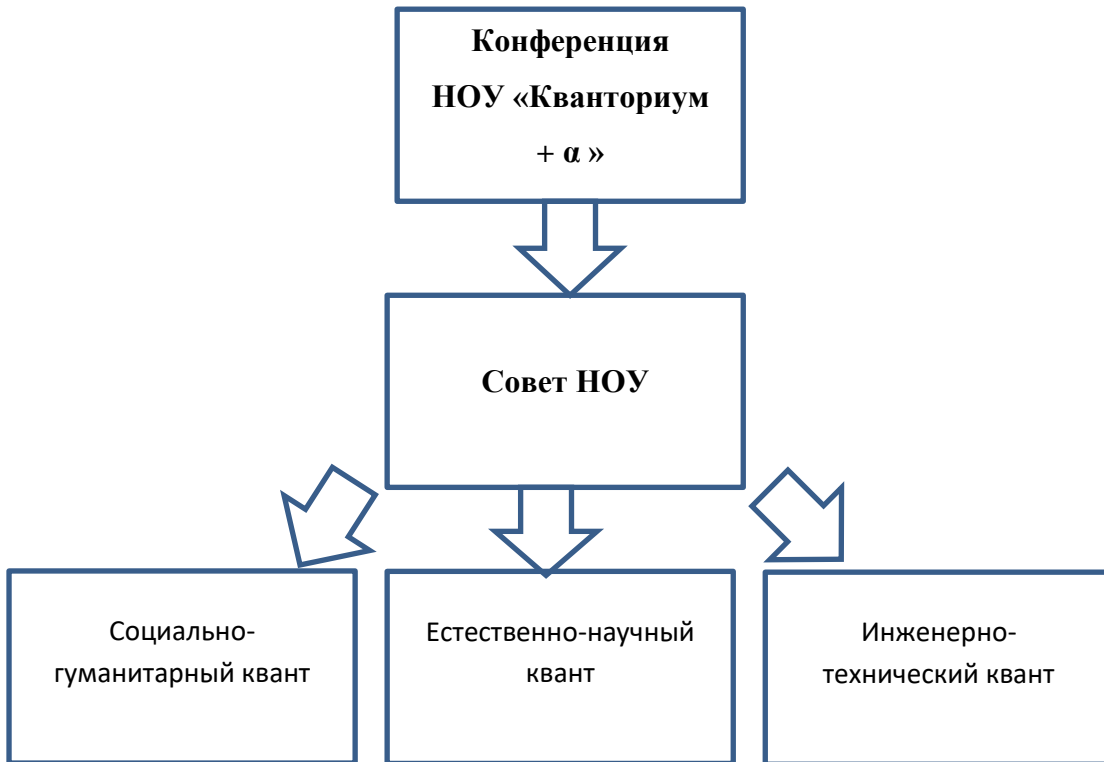 Конференция
НОУ «Кванториум
+ α »
Совет НОУ
Социально-
гуманитарный квант
Естественно-научный
квант
Инженерно-
технический квант